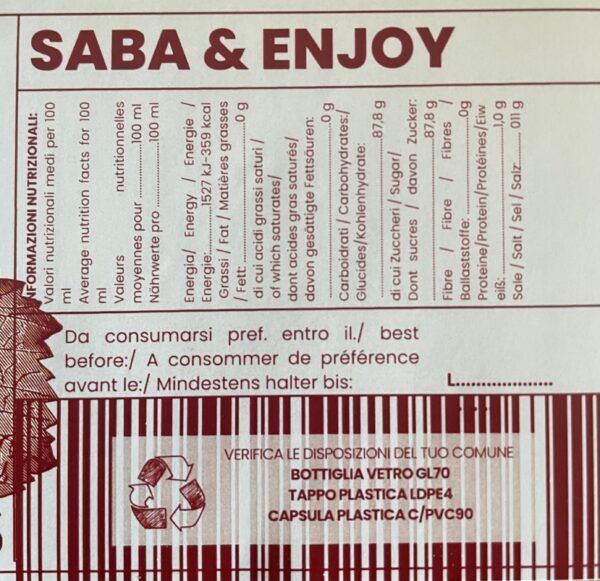 SABA & ENJOY
INFORMAZIONI NUTRIZIONALI:
Valori nutrizionali medi per 100
ml
Average nutrition facts for 100
ml
Valeurs nutritionnelles
moyennes pour ..........100 ml
Nährwerte pro ............100 ml
Energia/ Energy / Energie /
Energie:..........1527 kJ-359 kcal
Grassi / Fat / Matières grasses
/ Fett: ..........0 g
di cui acidi grassi saturi /
of which saturates/
dont acides gras saturés/
davon gesättigte Fettsäuren:
..........0 g
Carboidrati / Carbohydrates:/
Glucides/Kohlenhydrate: 87,8 g
di cui Zuccheri / Sugar/
Dont sucres / davon Zucker:
..........87,8 g
Fibre / Fibre / Fibres /
Ballaststoffe: ..........0g
Proteine/Protein/Protéines/Eiw
eiß: ..........1,0 g
Sale / Salt / Sel / Salz.......... 011 g
Da consumarsi pref. entro il./ best
before:/ A consommer de préférence
avant le:/ Mindestens halter bis: L....................
VERIFICA LE DISPOSIZIONI DEL TUO COMUNE
BOTTIGLIA VETRO GL70
TAPPO PLASTICA LDPE4
CAPSULA PLASTICA C/PVC90